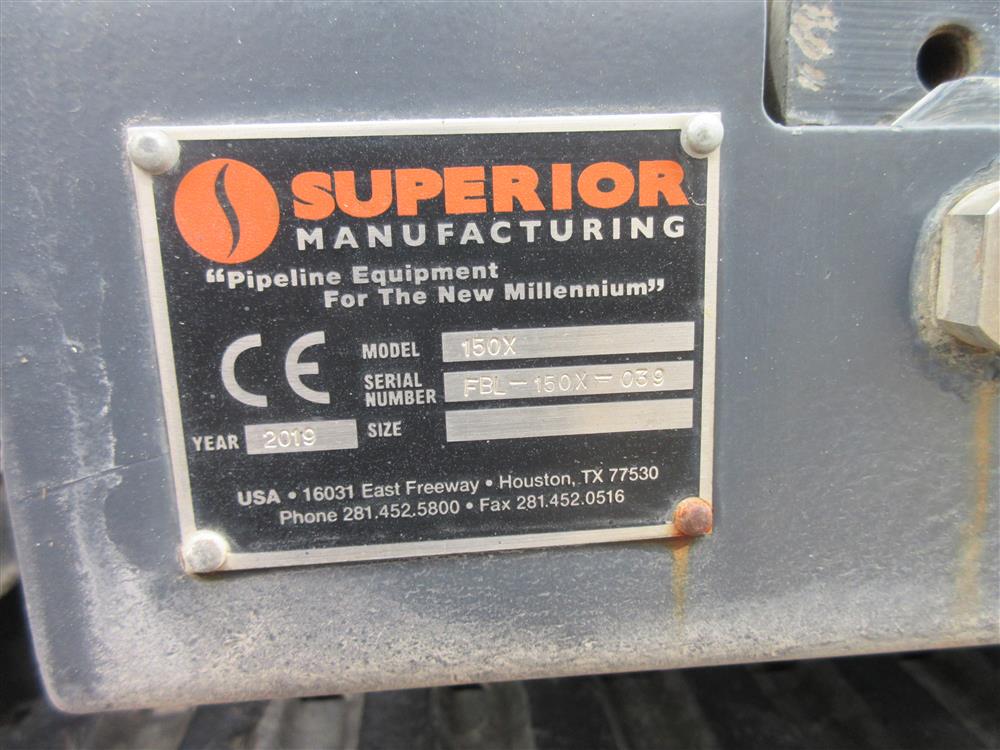 SUPERIOR
MANUFACTURING
"Pipeline Equipment
For The New Millennium"
CE
MODEL 150X
SERIAL NUMBER FBL-150X-039
YEAR 2019 SIZE
USA • 16031 East Freeway • Houston, TX 77530
Phone 281.452.5800 • Fax 281.452.0516